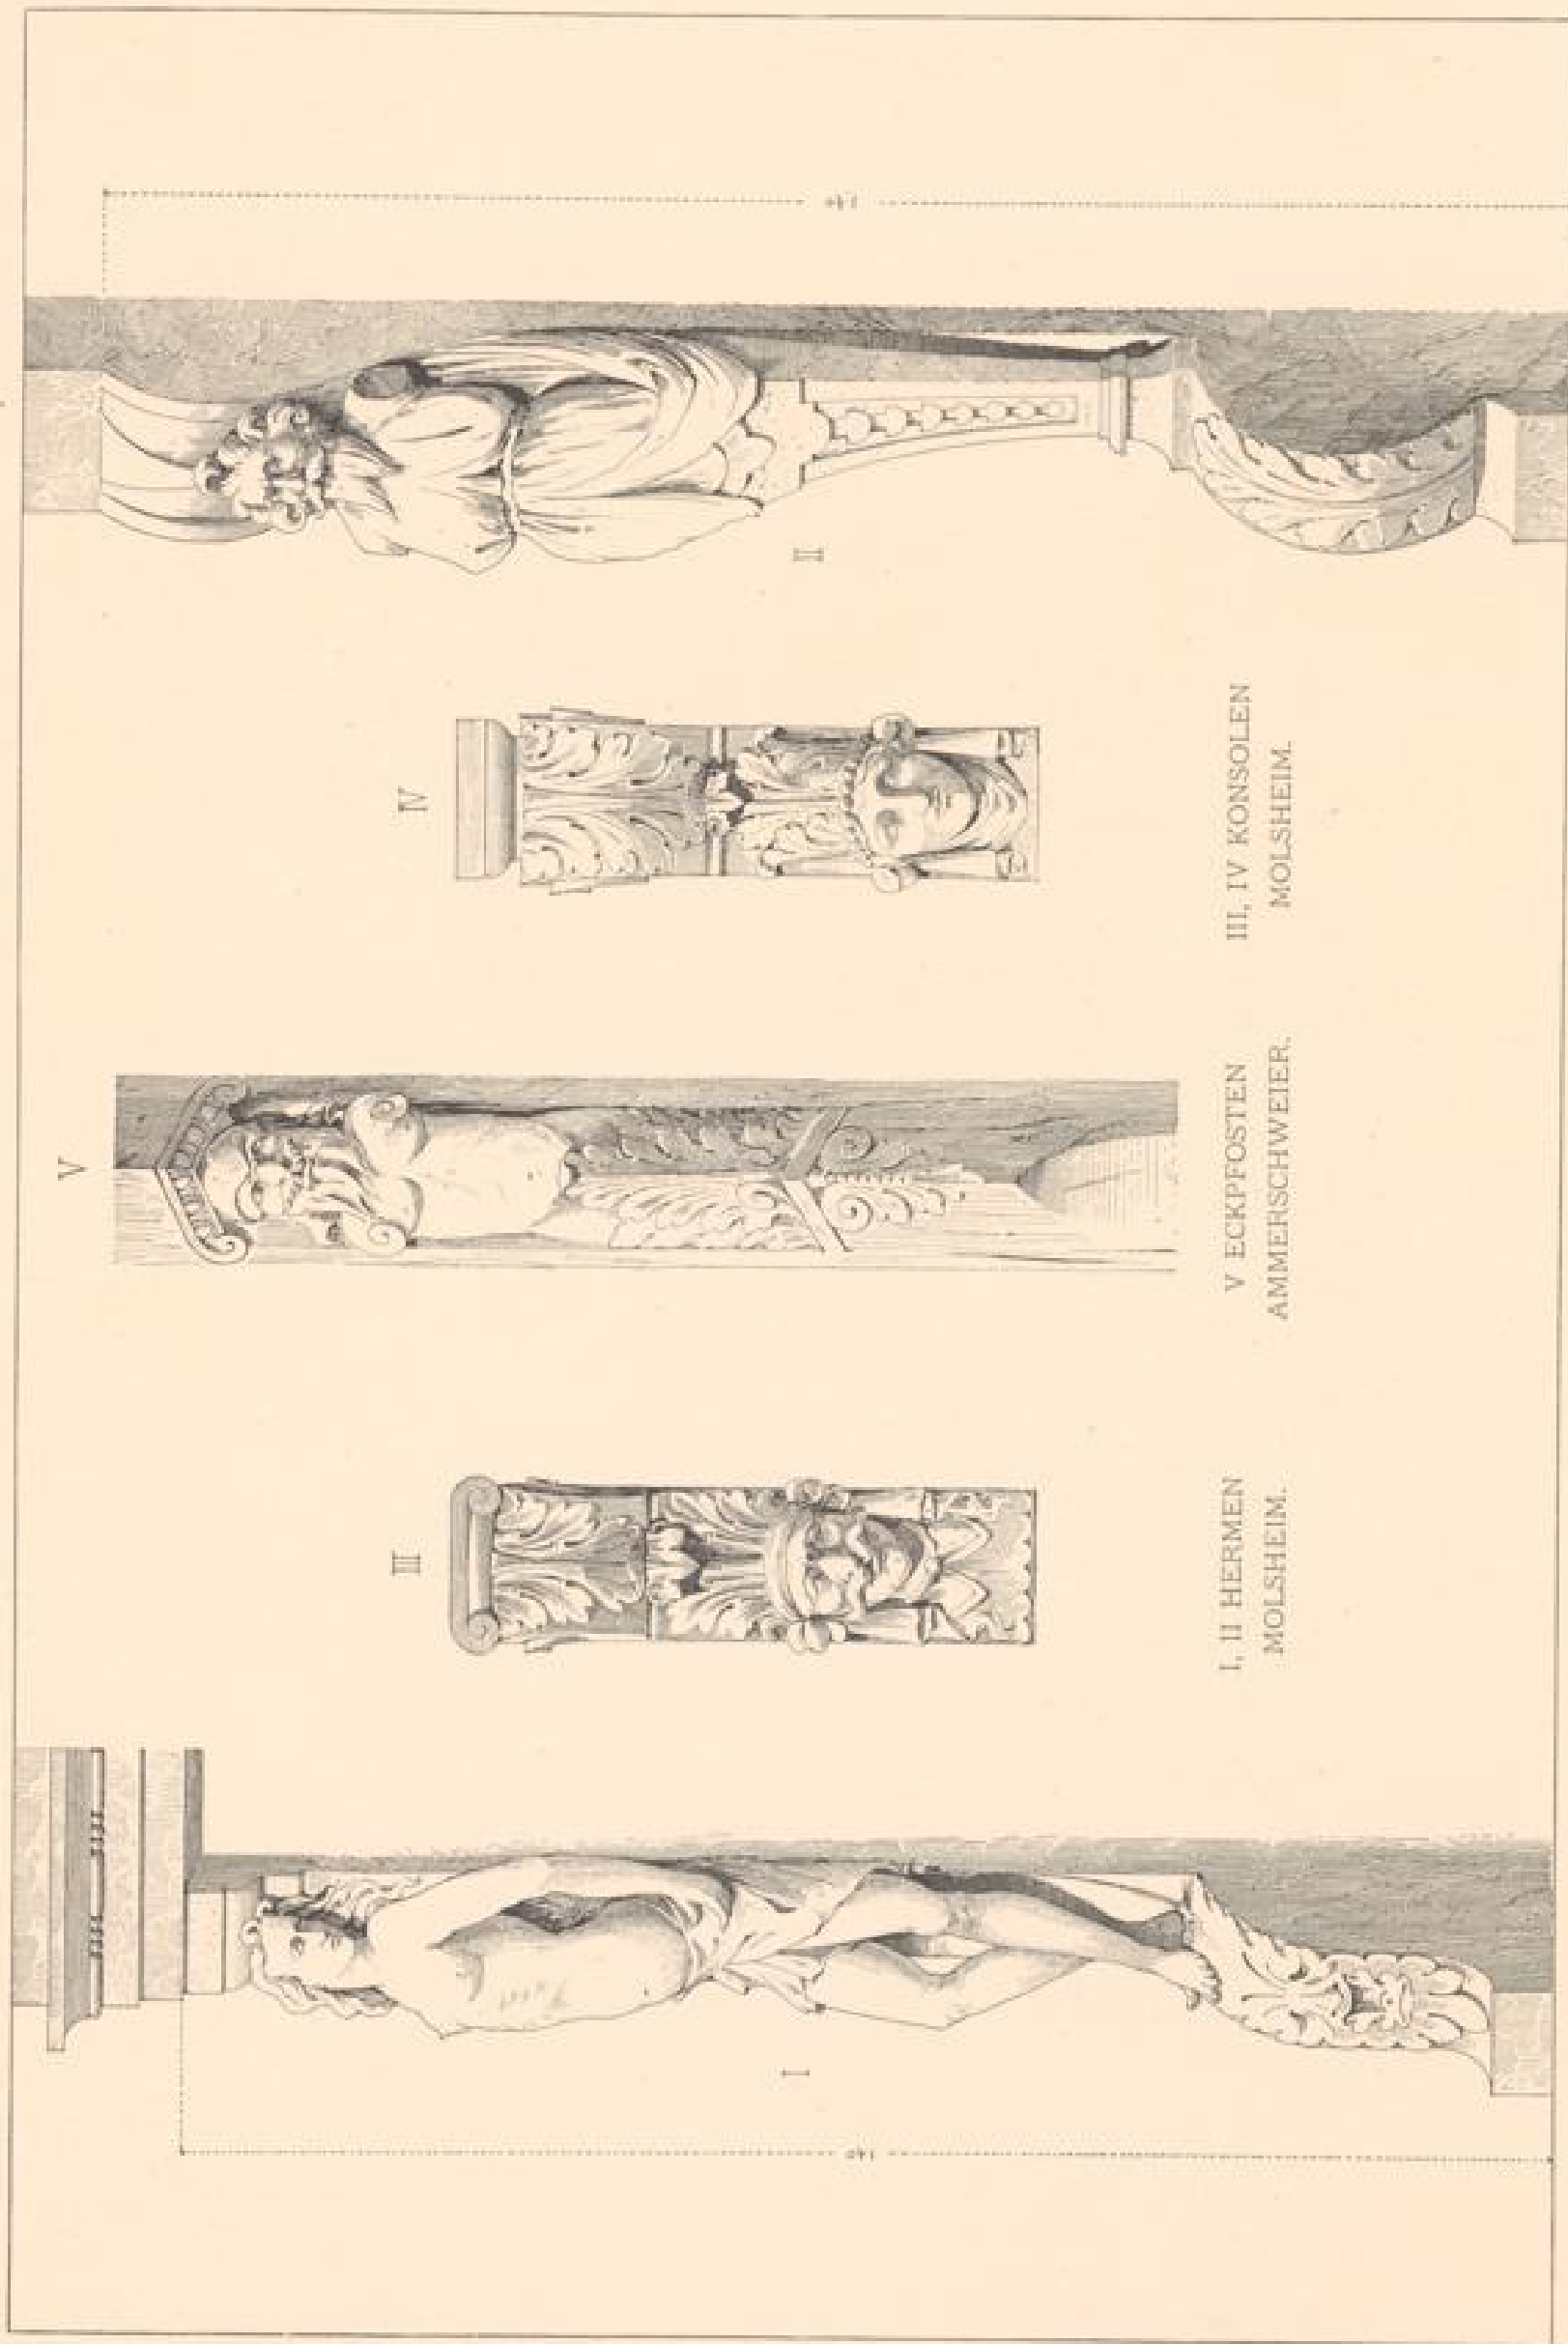 V
III
IV
I
II
I, II HERMEN
MOLSHEIM.
V ECKPFOSTEN
AMMERSCHWEIER.
III, IV KONSOLEN
MOLSHEIM.